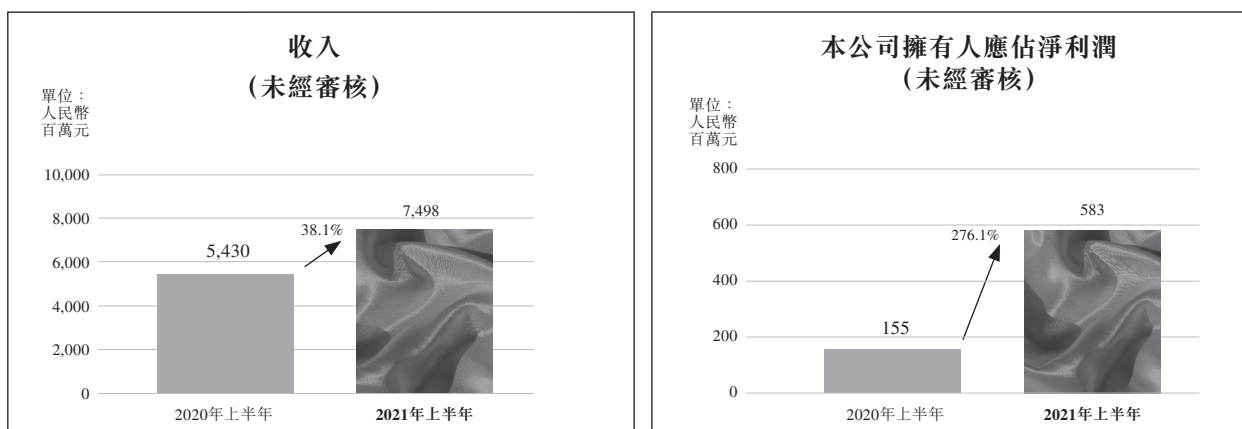 收入
(未經審核)
單位：
人民幣
百萬元
10,000
8,000
6,000
4,000
2,000
0
5,430
38.1%
7,498
2020年上半年
2021年上半年
本公司擁有人應佔淨利潤
(未經審核)
單位：
人民幣
百萬元
800
600
400
200
0
155
276.1%
583
2020年上半年
2021年上半年